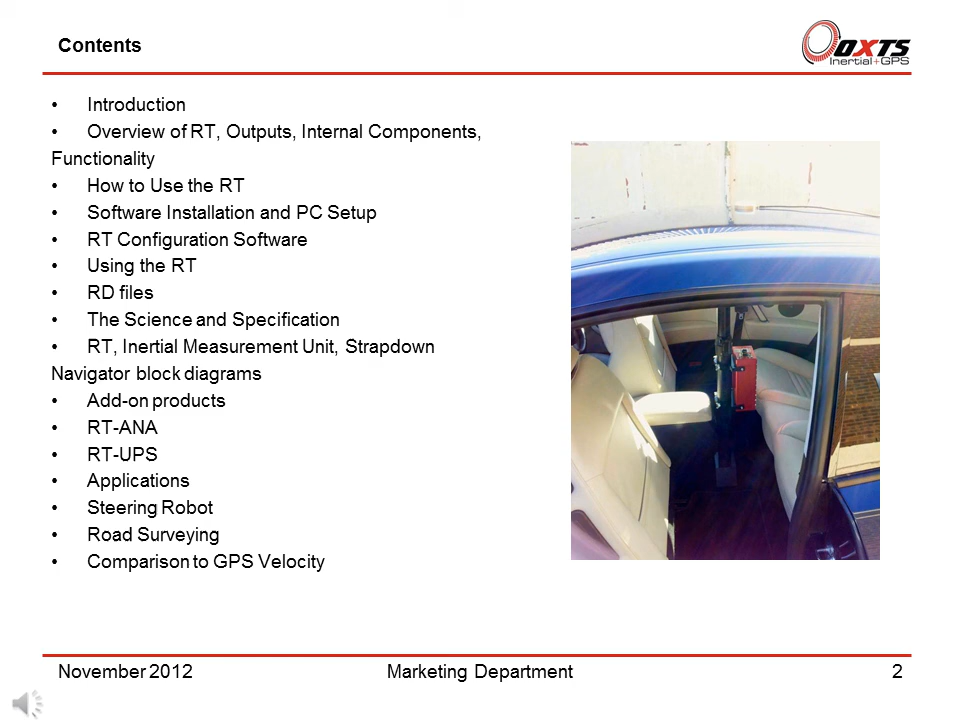 Contents
OXTS
Inertial+GPS
• Introduction
• Overview of RT, Outputs, Internal Components,
Functionality
• How to Use the RT
• Software Installation and PC Setup
• RT Configuration Software
• Using the RT
• RD files
• The Science and Specification
• RT, Inertial Measurement Unit, Strapdown
Navigator block diagrams
• Add-on products
• RT-ANA
• RT-UPS
• Applications
• Steering Robot
• Road Surveying
• Comparison to GPS Velocity
November 2012 Marketing Department 2